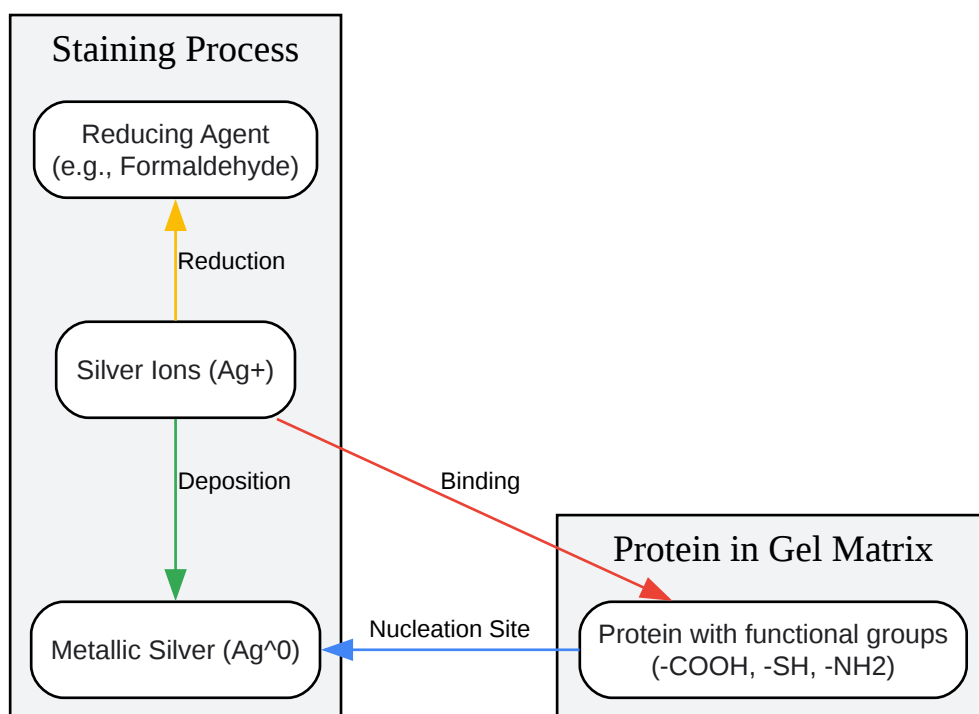 Staining Process
Reducing Agent
(e.g., Formaldehyde)
Reduction
Silver Ions (Ag+)
Deposition
Binding
Protein in Gel Matrix
Metallic Silver (Ag^0)
Nucleation Site
Protein with functional groups
(-COOH, -SH, -NH2)